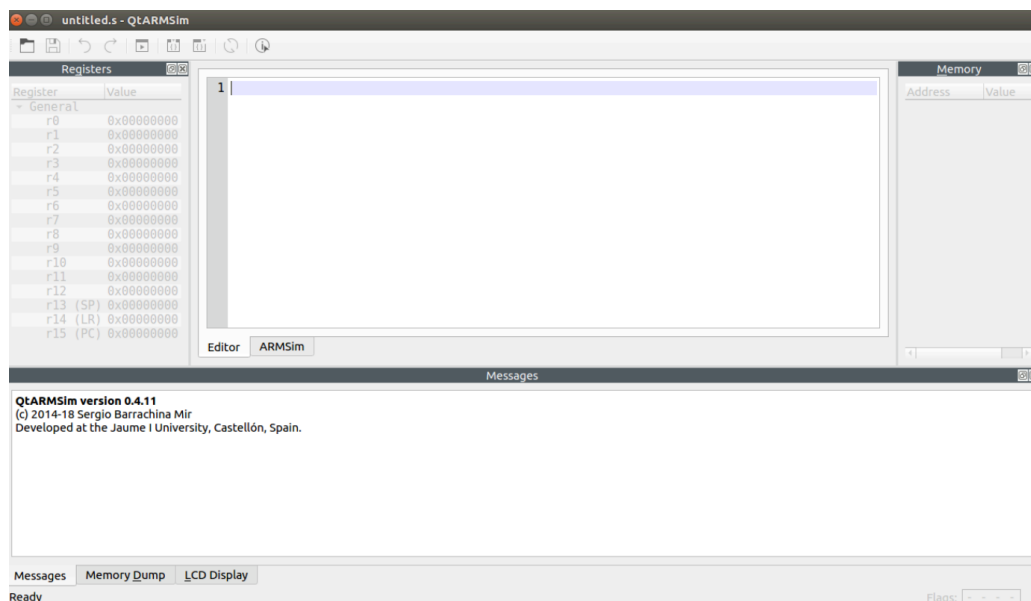 untitled.s - QtARMSim
Registers
Register Value
General
r0 0x00000000
r1 0x00000000
r2 0x00000000
r3 0x00000000
r4 0x00000000
r5 0x00000000
r6 0x00000000
r7 0x00000000
r8 0x00000000
r9 0x00000000
r10 0x00000000
r11 0x00000000
r12 0x00000000
r13 (SP) 0x00000000
r14 (LR) 0x00000000
r15 (PC) 0x00000000
1
Editor ARMSim
Memory
Address Value
Messages
QtARMSim version 0.4.11
(c) 2014-18 Sergio Barrachina Mir
Developed at the Jaume I University, Castellón, Spain.
Messages Memory Dump LCD Display
Ready Flags: - - - -